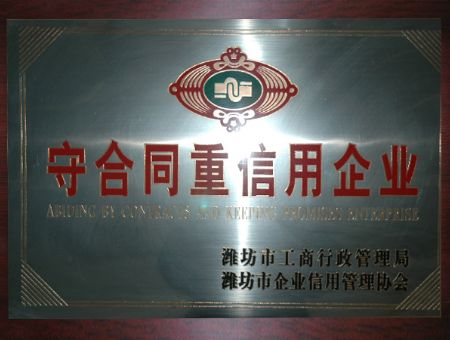 守合同重信用企业
ABIDING BY CONTRACTS AND KEEPING PROMISES ENTERPRISE
潍坊市工商行政管理局
潍坊市企业信用管理协会